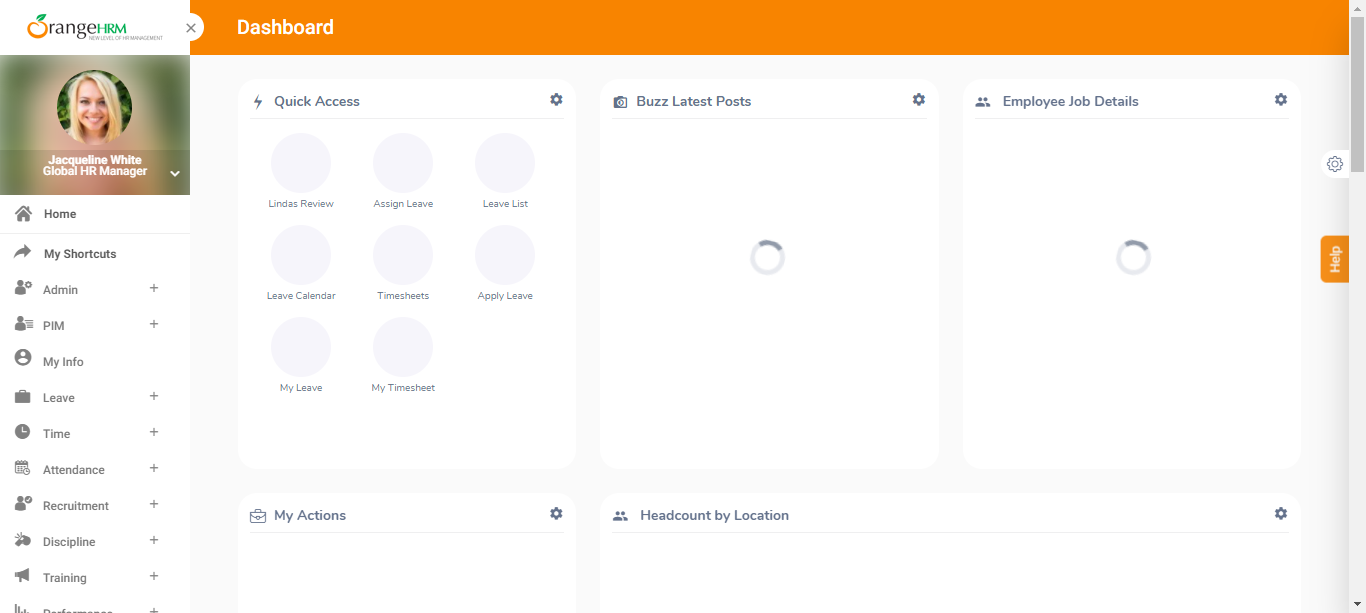 OrangeHRM
NEW LEVEL OF HR MANAGEMENT
Dashboard
Jacqueline White
Global HR Manager
Home
My Shortcuts
Admin
PIM
My Info
Leave
Time
Attendance
Recruitment
Discipline
Training
Performance
Quick Access
Lindas Review
Assign Leave
Leave List
Leave Calendar
Timesheets
Apply Leave
My Leave
My Timesheet
Buzz Latest Posts
Employee Job Details
Help
My Actions
Headcount by Location